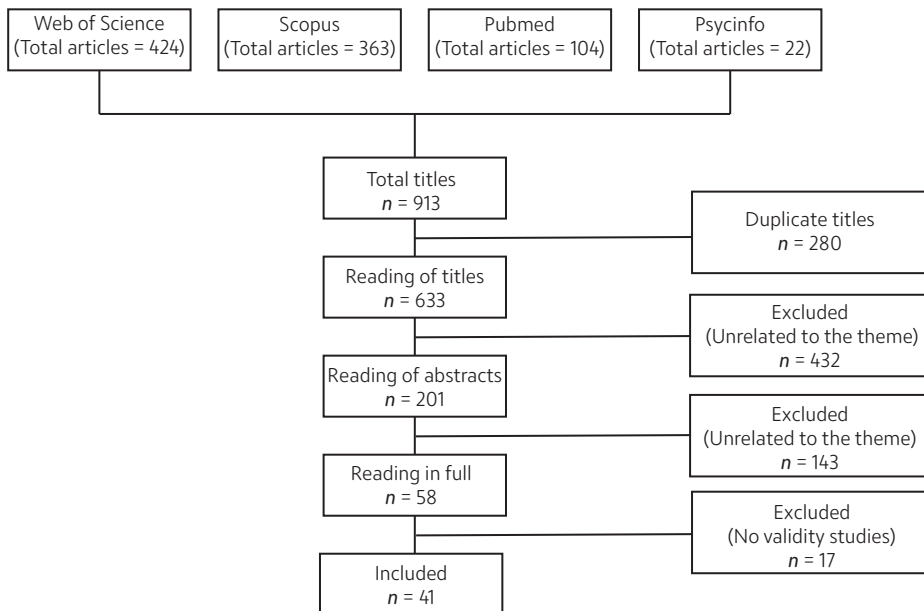 Web of Science
(Total articles = 424)
Scopus
(Total articles = 363)
Pubmed
(Total articles = 104)
Psycinfo
(Total articles = 22)
Total titles
n = 913
Duplicate titles
n = 280
Reading of titles
n = 633
Excluded
(Unrelated to the theme)
n = 432
Reading of abstracts
n = 201
Excluded
(Unrelated to the theme)
n = 143
Reading in full
n = 58
Excluded
(No validity studies)
n = 17
Included
n = 41